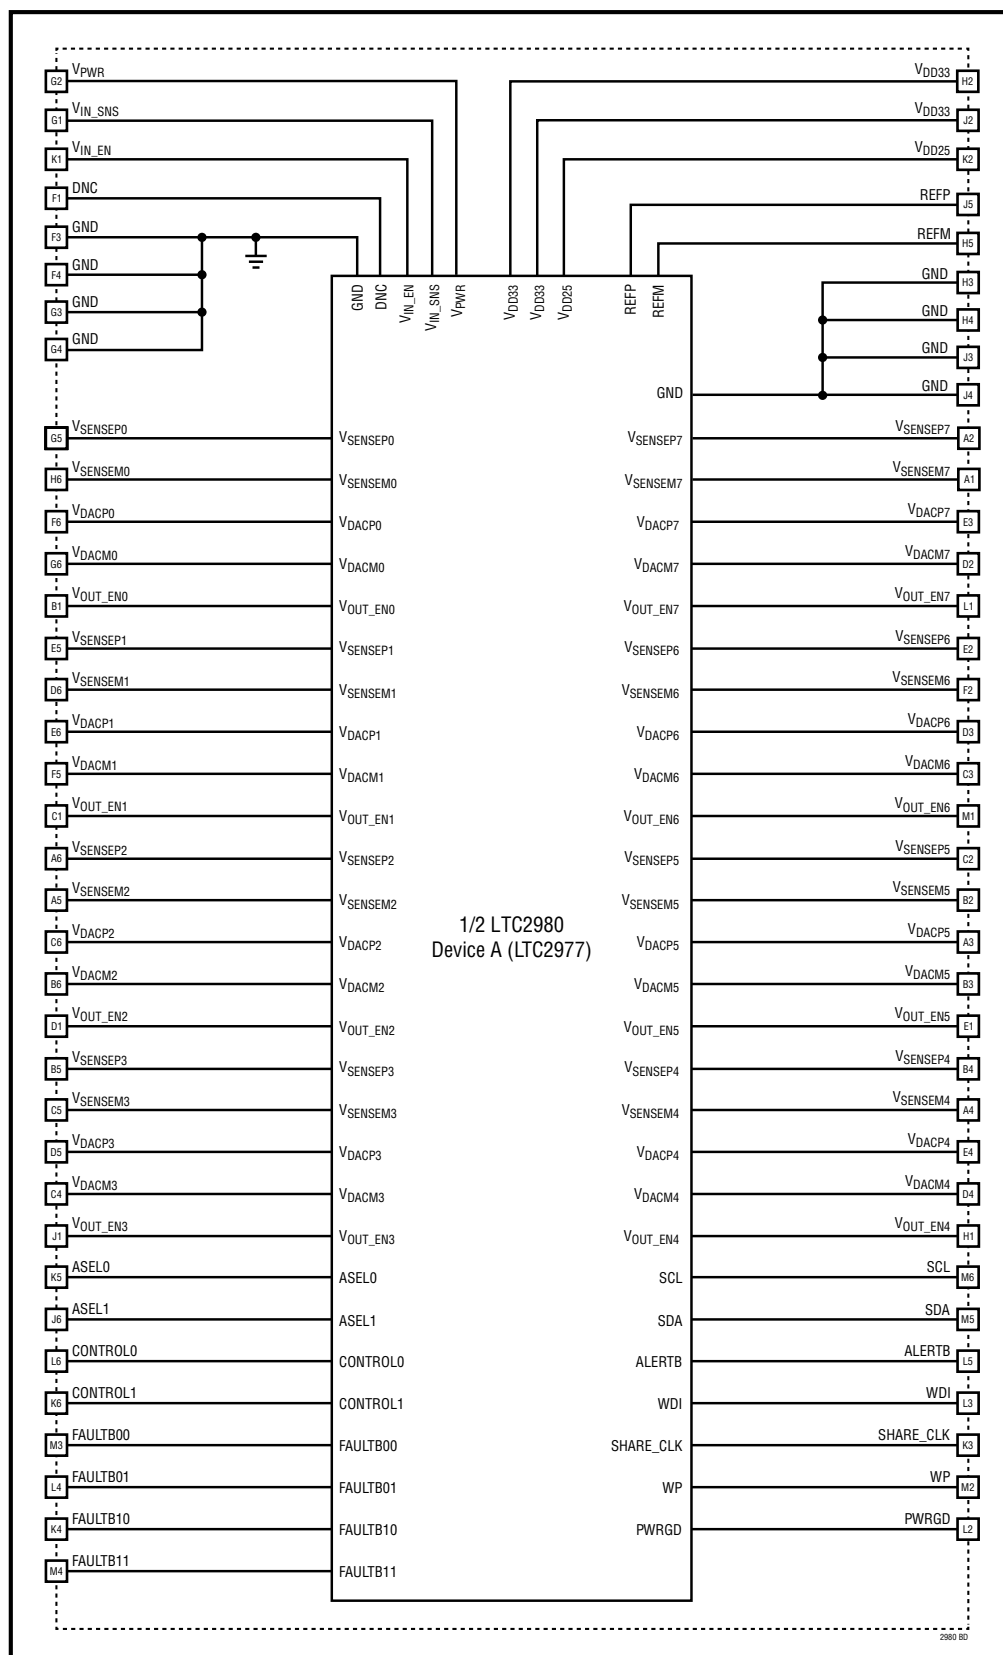 G2 VPWR VDD33 H2
G1 VIN_SNS VDD33 J2
K1 VIN_EN VDD25 K2
F1 DNC REFP J5
F3 GND REFM H5
F4 GND GND H3
G3 GND GND H4
G4 GND GND J3
GND J4
GND DNC VIN_EN VIN_SNS VPWR VDD33 VDD33 VDD25 REFP REFM
GND
G5 VSENSEP0 VSENSEP0 VSENSEP7 VSENSEP7 A2
H6 VSENSEM0 VSENSEM0 VSENSEM7 VSENSEM7 A1
F6 VDACP0 VDACP0 VDACP7 VDACP7 E3
G6 VDACM0 VDACM0 VDACM7 VDACM7 D2
B1 VOUT_EN0 VOUT_EN0 VOUT_EN7 VOUT_EN7 L1
E5 VSENSEP1 VSENSEP1 VSENSEP6 VSENSEP6 E2
D6 VSENSEM1 VSENSEM1 VSENSEM6 VSENSEM6 F2
E6 VDACP1 VDACP1 VDACP6 VDACP6 D3
F5 VDACM1 VDACM1 VDACM6 VDACM6 C3
C1 VOUT_EN1 VOUT_EN1 VOUT_EN6 VOUT_EN6 M1
A6 VSENSEP2 VSENSEP2 VSENSEP5 VSENSEP5 C2
A5 VSENSEM2 VSENSEM2 VSENSEM5 VSENSEM5 B2
1/2 LTC2980
Device A (LTC2977)
C6 VDACP2 VDACP2 VDACP5 VDACP5 A3
B6 VDACM2 VDACM2 VDACM5 VDACM5 B3
D1 VOUT_EN2 VOUT_EN2 VOUT_EN5 VOUT_EN5 E1
B5 VSENSEP3 VSENSEP3 VSENSEP4 VSENSEP4 B4
C5 VSENSEM3 VSENSEM3 VSENSEM4 VSENSEM4 A4
D5 VDACP3 VDACP3 VDACP4 VDACP4 E4
C4 VDACM3 VDACM3 VDACM4 VDACM4 D4
J1 VOUT_EN3 VOUT_EN3 VOUT_EN4 VOUT_EN4 H1
K5 ASEL0 ASEL0 SCL SCL M6
J6 ASEL1 ASEL1 SDA SDA M5
L6 CONTROL0 CONTROL0 ALERTB ALERTB L5
K6 CONTROL1 CONTROL1 WDI WDI L3
M3 FAULTB00 FAULTB00 SHARE_CLK SHARE_CLK K3
L4 FAULTB01 FAULTB01 WP WP M2
K4 FAULTB10 FAULTB10 PWRGD PWRGD L2
M4 FAULTB11 FAULTB11
2980 BD